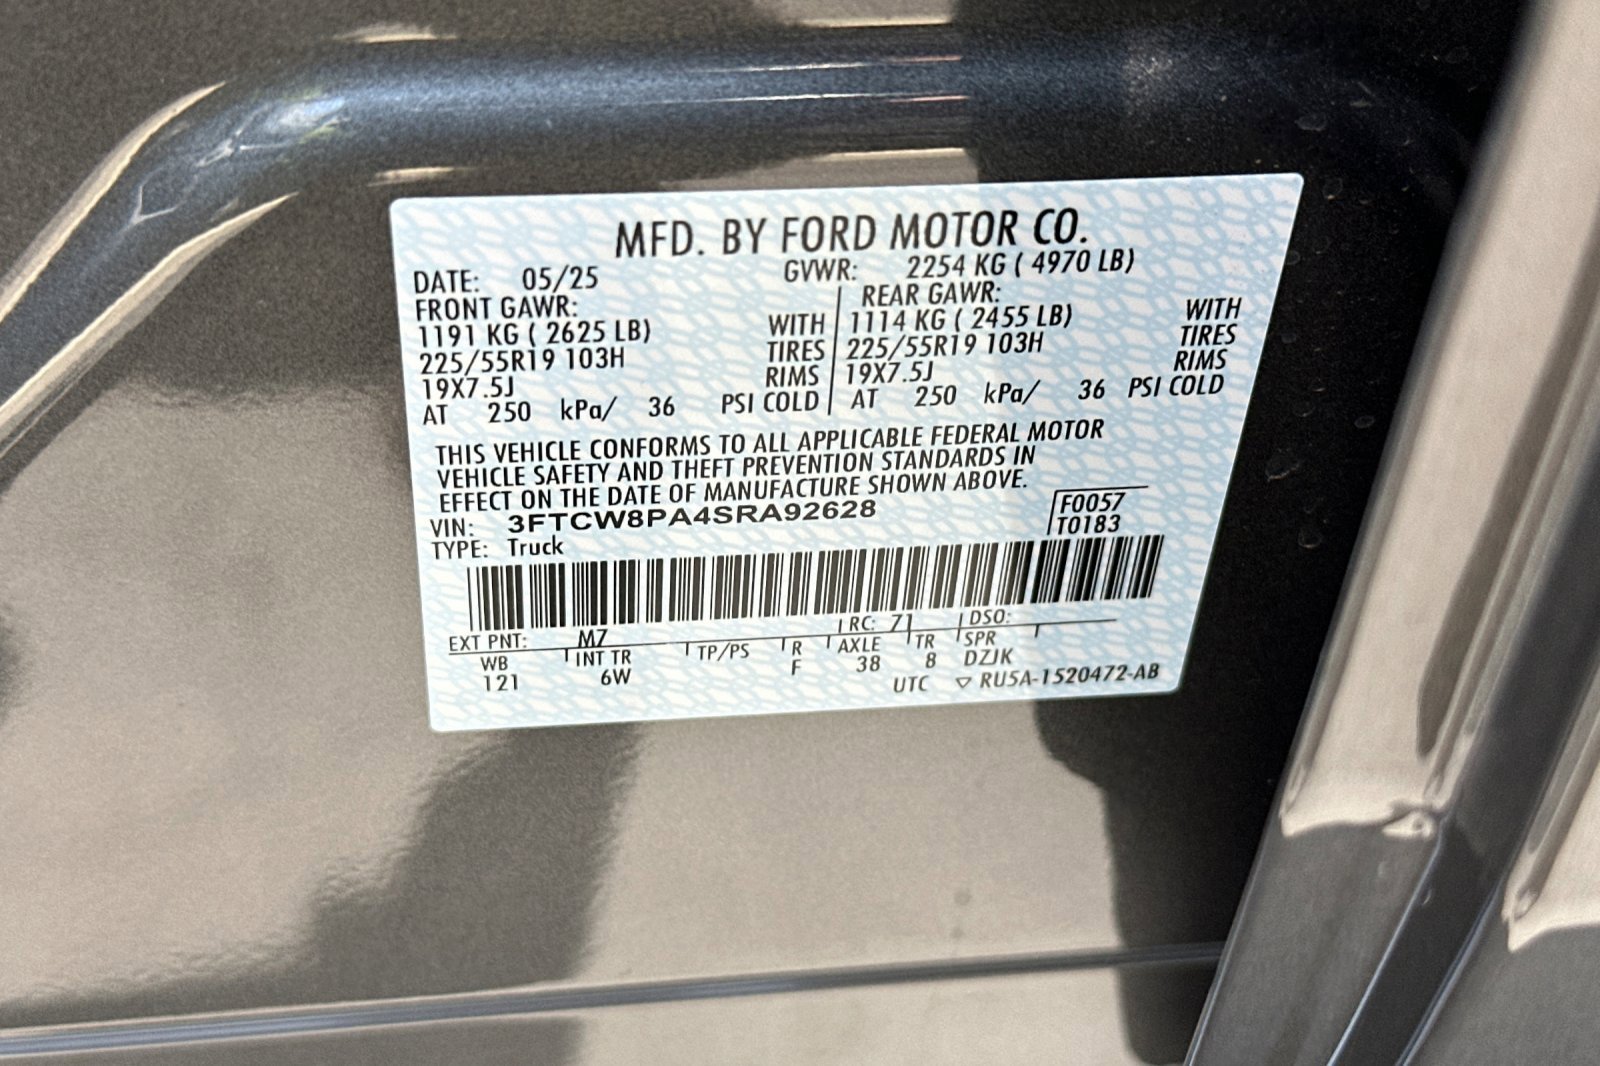 MFD. BY FORD MOTOR CO.
DATE: 05/25 GVWR: 2254 KG ( 4970 LB)
FRONT GAWR: REAR GAWR:
1191 KG ( 2625 LB) WITH 1114 KG ( 2455 LB) WITH
225/55R19 103H TIRES 225/55R19 103H TIRES
19X7.5J RIMS 19X7.5J RIMS
AT 250 kPa/ 36 PSI COLD AT 250 kPa/ 36 PSI COLD
THIS VEHICLE CONFORMS TO ALL APPLICABLE FEDERAL MOTOR
VEHICLE SAFETY AND THEFT PREVENTION STANDARDS IN
EFFECT ON THE DATE OF MANUFACTURE SHOWN ABOVE.
VIN: 3FTCW8PA4SRA92628 F0057
TYPE: Truck T0183
EXT PNT: M7 RC: 71 DSO:
WB INT TR TP/PS R AXLE TR SPR
121 6W F 38 8 DZJK
UTC ▽ RU5A-1520472-AB